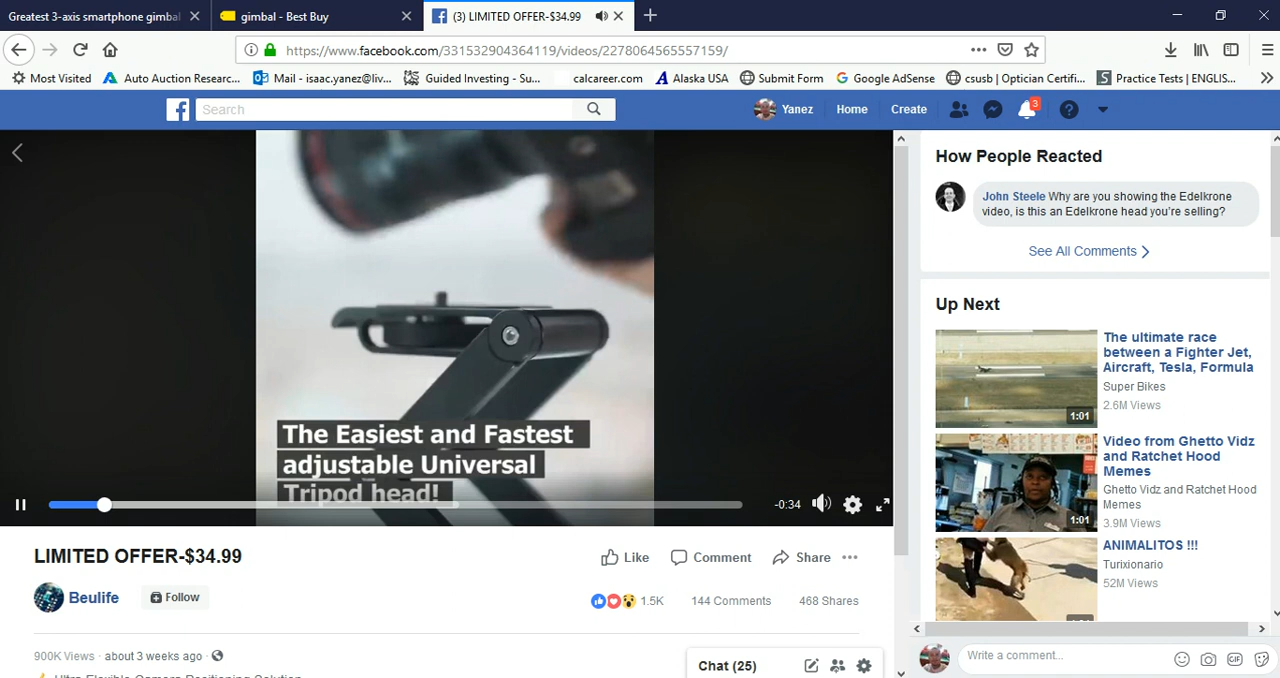 Greatest 3-axis smartphone gimbal
gimbal - Best Buy
(3) LIMITED OFFER-$34.99
https://www.facebook.com/331532904364119/videos/2278064565557159/
Most Visited
Auto Auction Researc...
Mail - isaac.yanez@liv...
Guided Investing - Su...
calcareer.com
Alaska USA
Submit Form
Google AdSense
csusb | Optician Certifi...
Practice Tests | ENGLIS...
Search
Yanez
Home
Create
3
How People Reacted
John Steele Why are you showing the Edelkrone
video, is this an Edelkrone head you're selling?
See All Comments
Up Next
The ultimate race
between a Fighter Jet,
Aircraft, Tesla, Formula
Super Bikes
2.6M Views
1:01
Video from Ghetto Vidz
and Ratchet Hood
Memes
Ghetto Vidz and Ratchet Hood
Memes
3.9M Views
1:01
ANIMALITOS !!!
Turixionario
52M Views
The Easiest and Fastest
adjustable Universal
Tripod head!
-0:34
LIMITED OFFER-$34.99
Like
Comment
Share
Beulife
Follow
1.5K
144 Comments
468 Shares
900K Views · about 3 weeks ago ·
Ultra Flexible Camera Positioning Solution
Chat (25)
Write a comment...
GIF